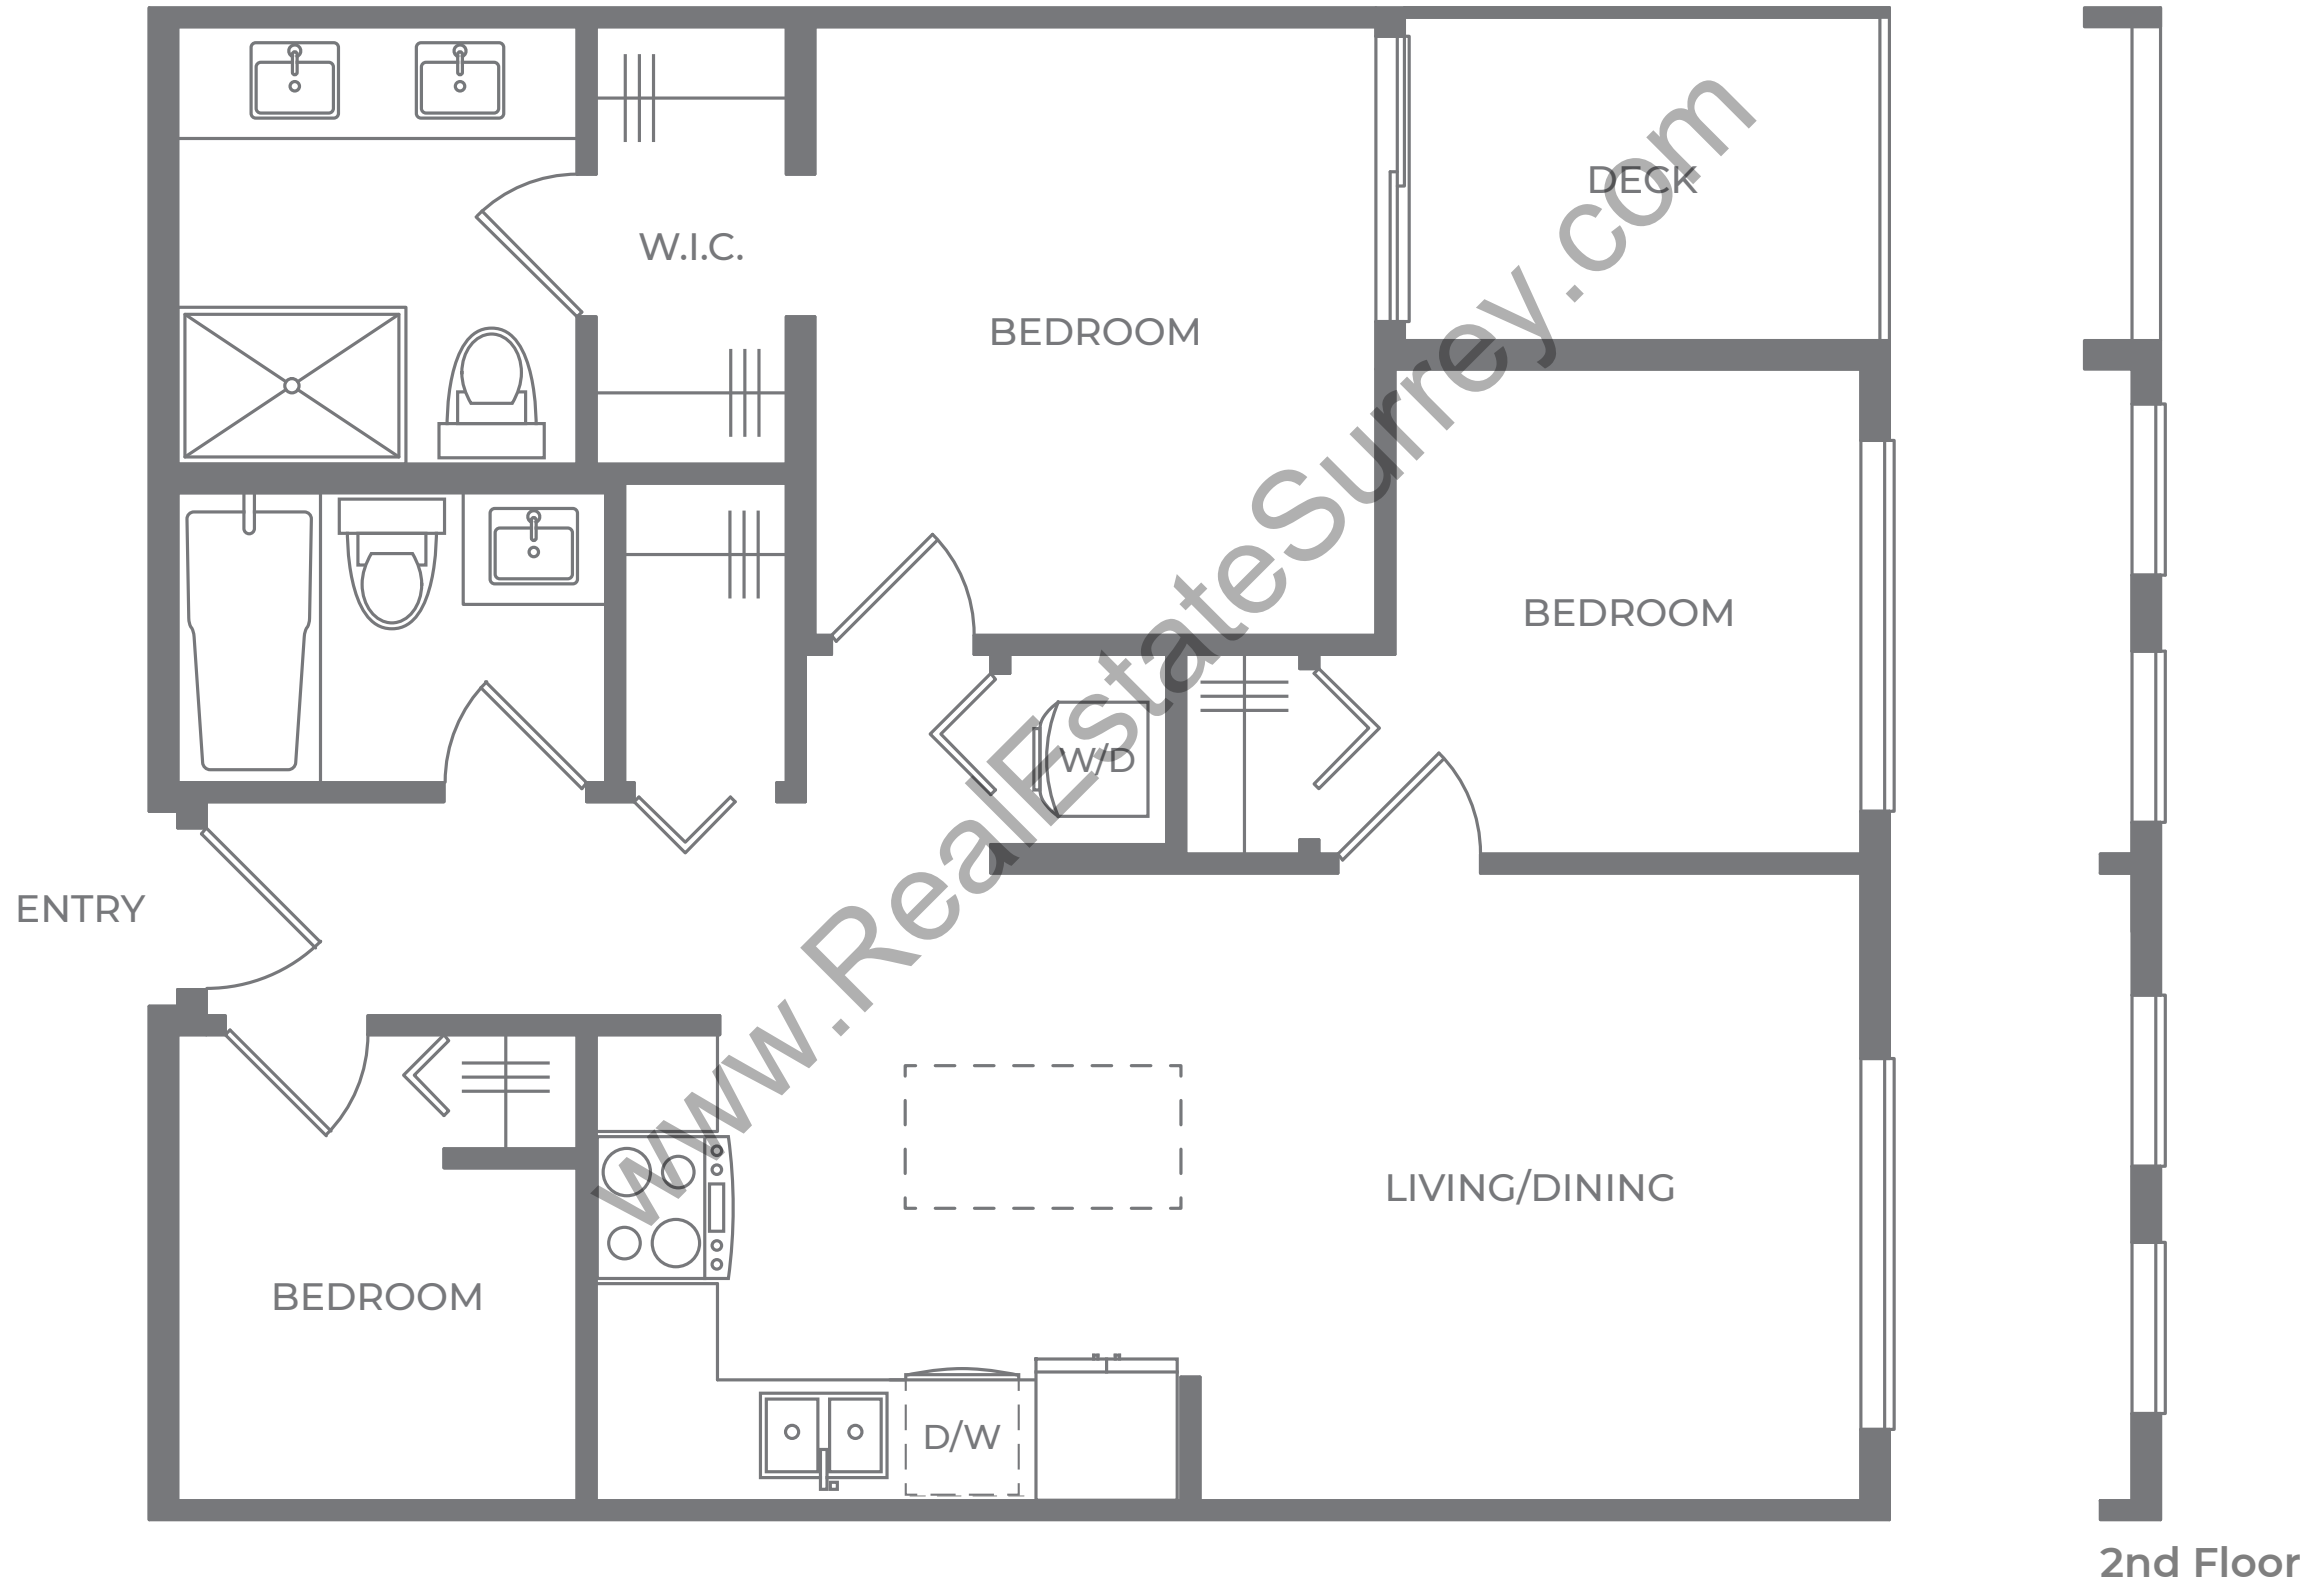 DECK
W.I.C.
BEDROOM
BEDROOM
W/D
ENTRY
LIVING/DINING
BEDROOM
D/W
2nd Floor
www.RealEstateSurrey.com